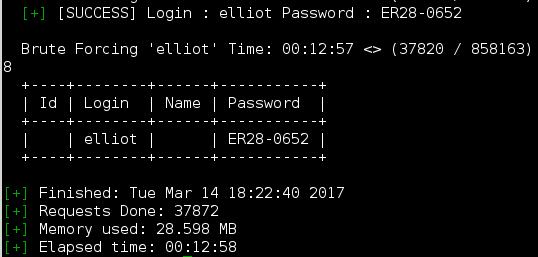 [+] [SUCCESS] Login : elliot Password : ER28-0652
Brute Forcing 'elliot' Time: 00:12:57 <> (37820 / 858163)
8
+----+--------+------+-----------+
| Id | Login  | Name | Password  |
+----+--------+------+-----------+
|    | elliot |      | ER28-0652 |
+----+--------+------+-----------+
[+] Finished: Tue Mar 14 18:22:40 2017
[+] Requests Done: 37872
[+] Memory used: 28.598 MB
[+] Elapsed time: 00:12:58